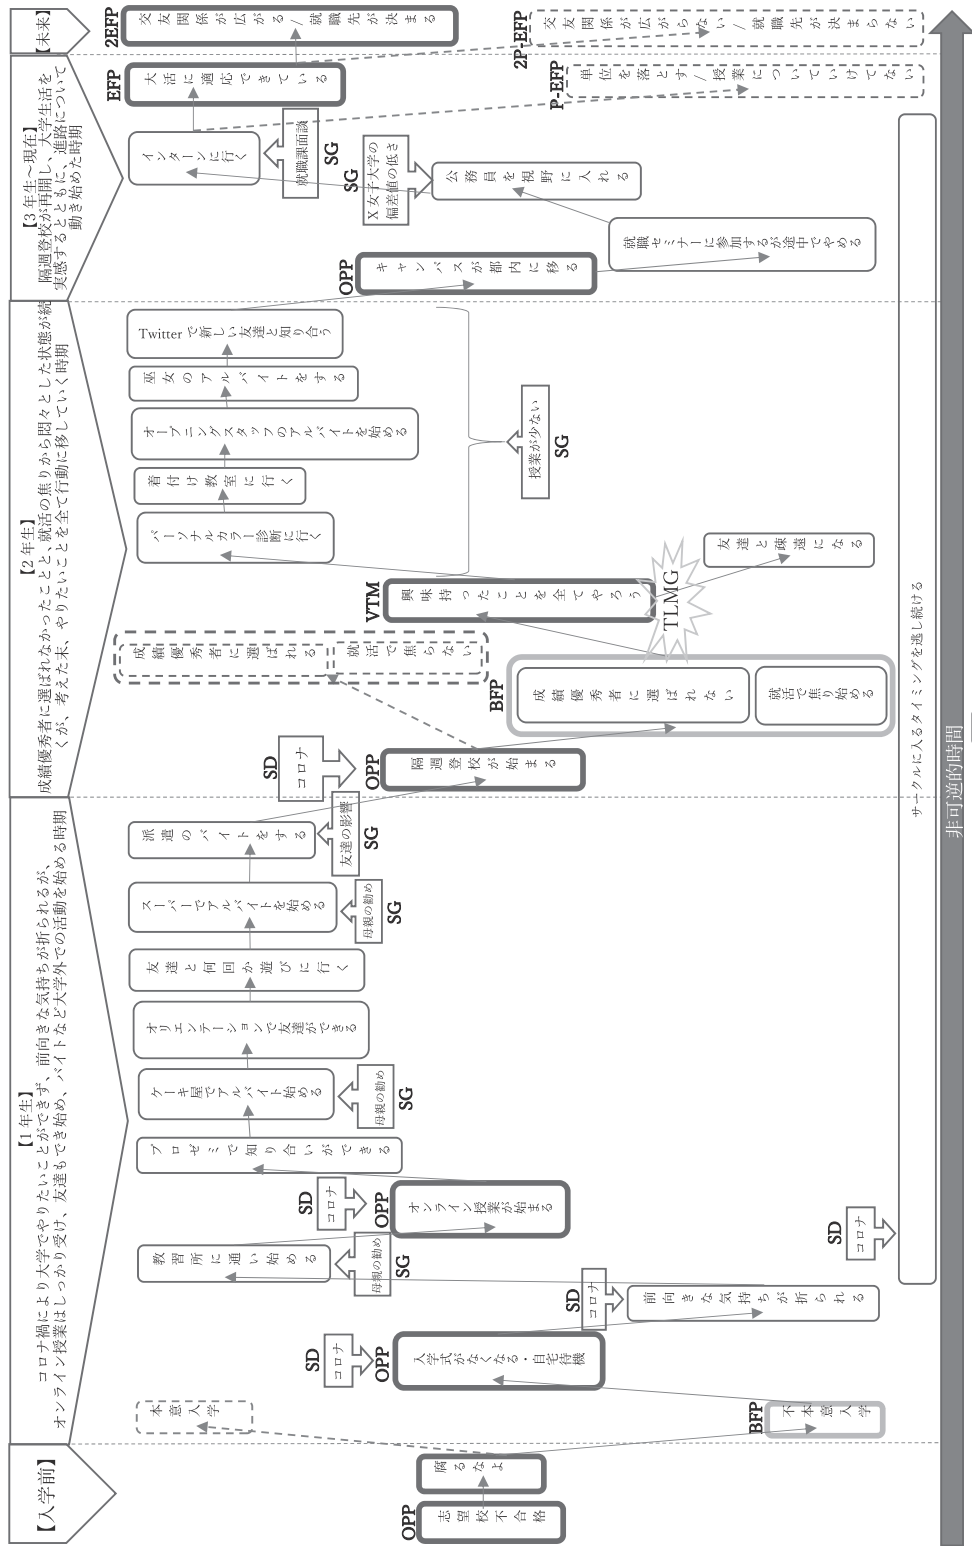 【入学前】
【1 年生】
コロナ禍により大学でやりたいことができず、前向きな気持ちが折られるが、
オンライン授業はしっかり受け、友達もでき始め、バイトなど大学外での活動を始める時期
【2 年生】
成績優秀者に選ばれなかったことと、就活の焦りから悶々とした状態が続
くが、考えた末、やりたいことを全て行動に移していく時期
【3 年生～現在】
隔週登校が再開し、大学生活を
実感するとともに、進路について
動き始めた時期
【未来】
OPP
志望校不合格
腐るなよ
本意入学
BFP
不本意入学
SD
コロナ
OPP
入学式がなくなる・自宅待機
SD
コロナ
前向きな気持ちが折られる
教習所に通い始める
母親の勧め
SG
SD
コロナ
OPP
オンライン授業が始まる
SD
コロナ
プロゼミで知り合いができる
ケーキ屋でアルバイト始める
母親の勧め
SG
オリエンテーションで友達ができる
友達と何回か遊びに行く
スーパーでアルバイトを始める
母親の勧め
SG
派遣のバイトをする
友達の影響
SG
SD
コロナ
OPP
隔週登校が始まる
成績優秀者に選ばれる
就活で焦らない
BFP
成績優秀者に選ばれない
就活で焦り始める
TLMG
VTM
興味持ったことを全てやろう
友達と疎遠になる
パーソナルカラー診断に行く
着付け教室に行く
オープニングスタッフのアルバイトを始める
巫女のアルバイトをする
Twitter で新しい友達と知り合う
授業が少ない
SG
OPP
キャンパスが都内に移る
就職セミナーに参加するが途中でやめる
X 女子大学の
偏差値の低さ
SG
公務員を視野に入れる
インターンに行く
就職課面談
SG
EFP
大活に適応できている
P-EFP
単位を落とす/授業についていけてない
2EFP
交友関係が広がる/就職先が決まる
2P-EFP
交友関係が広がらない/就職先が決まらない
サークルに入るタイミングを逃し続ける
非可逆的時間